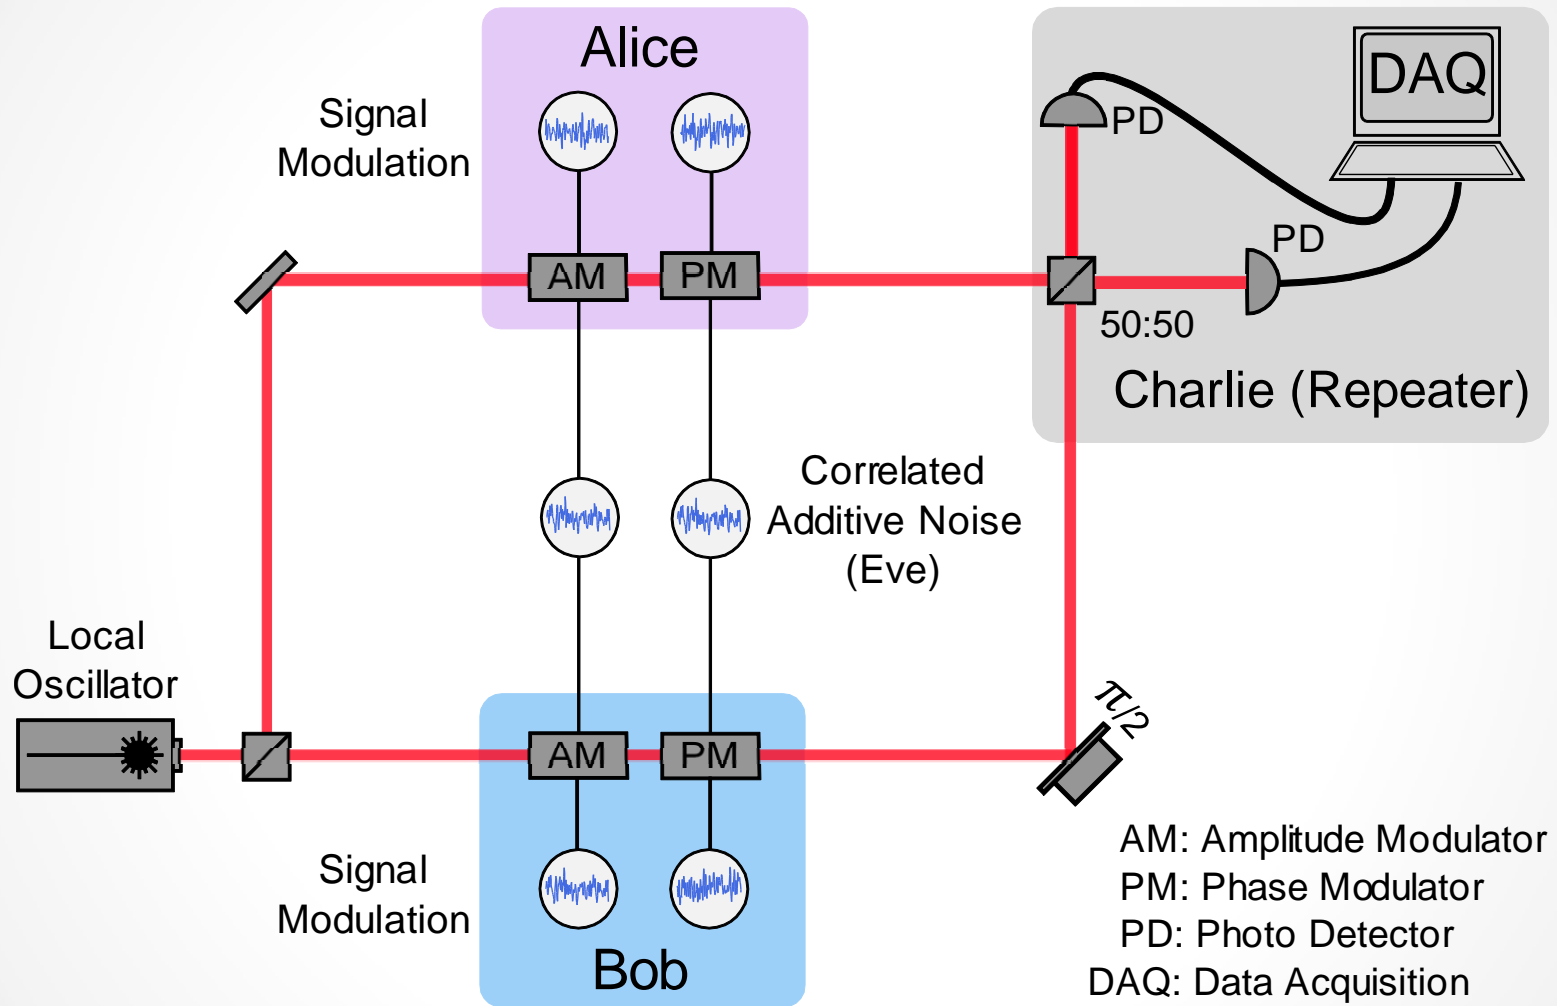 Alice
Signal
Modulation
AM
PM
DAQ
PD
PD
50:50
Charlie (Repeater)
Correlated
Additive Noise
(Eve)
Local
Oscillator
AM
PM
π/2
Signal
Modulation
Bob
AM: Amplitude Modulator
PM: Phase Modulator
PD: Photo Detector
DAQ: Data Acquisition